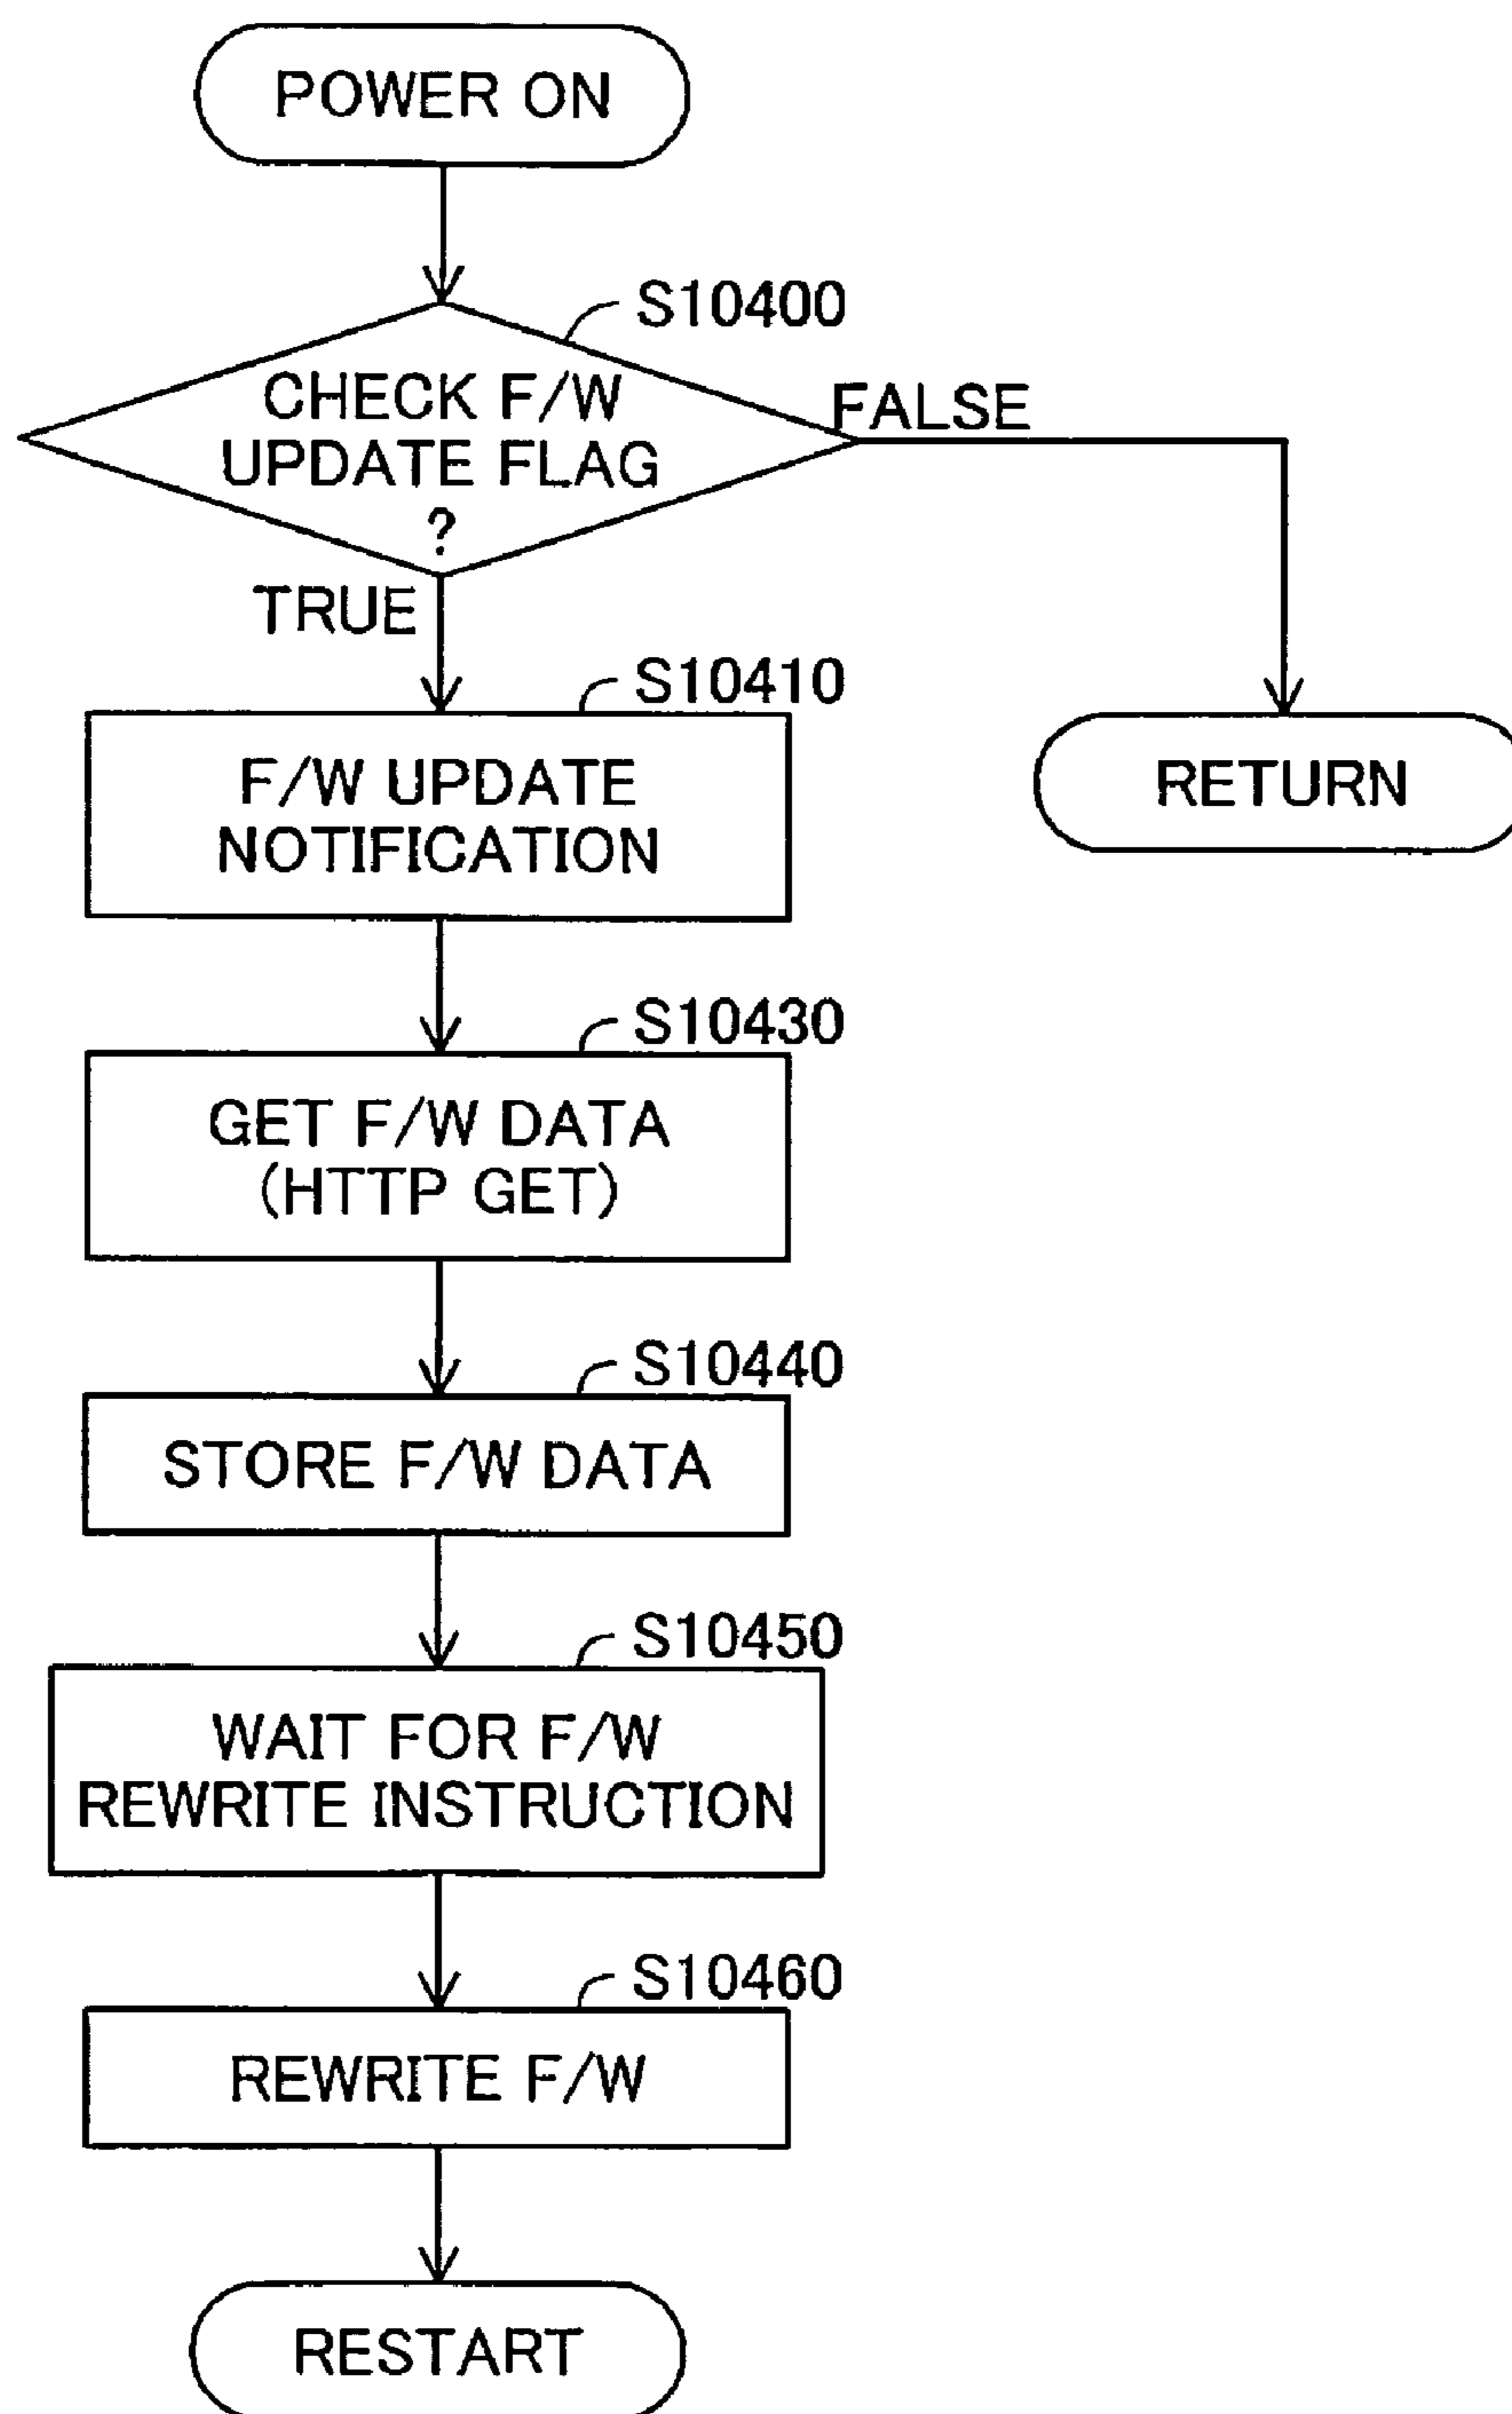 POWER ON
S10400
CHECK F/W
UPDATE FLAG
?
FALSE
TRUE
S10410
F/W UPDATE
NOTIFICATION
RETURN
S10430
GET F/W DATA
(HTTP GET)
S10440
STORE F/W DATA
S10450
WAIT FOR F/W
REWRITE INSTRUCTION
S10460
REWRITE F/W
RESTART